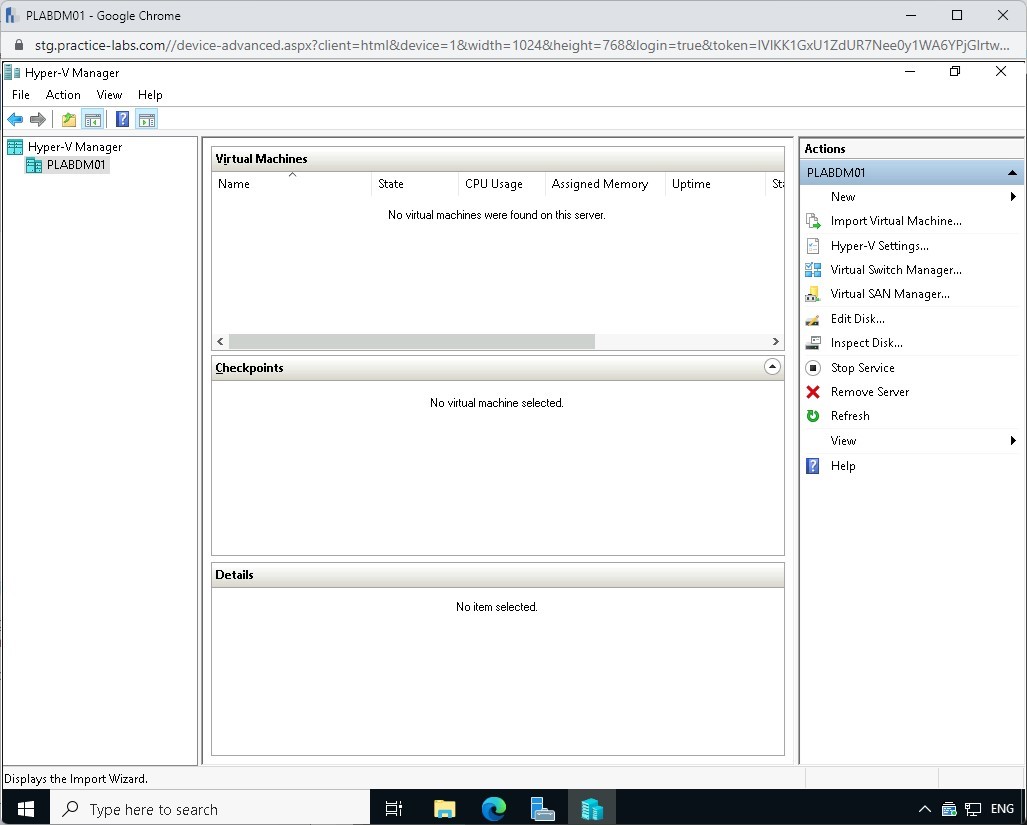 PLABDM01 - Google Chrome
stg.practice-labs.com//device-advanced.aspx?client=html&device=1&width=1024&height=768&login=true&token=
Hyper-V Manager
File Action View Help
Hyper-V Manager
PLABDM01
Virtual Machines
Name State CPU Usage Assigned Memory Uptime
No virtual machines were found on this server.
Checkpoints
No virtual machine selected.
Details
No item selected.
Actions
PLABDM01
New
Import Virtual Machine...
Hyper-V Settings...
Virtual Switch Manager...
Virtual SAN Manager...
Edit Disk...
Inspect Disk...
Stop Service
Remove Server
Refresh
View
Help
Displays the Import Wizard.
Type here to search
ENG